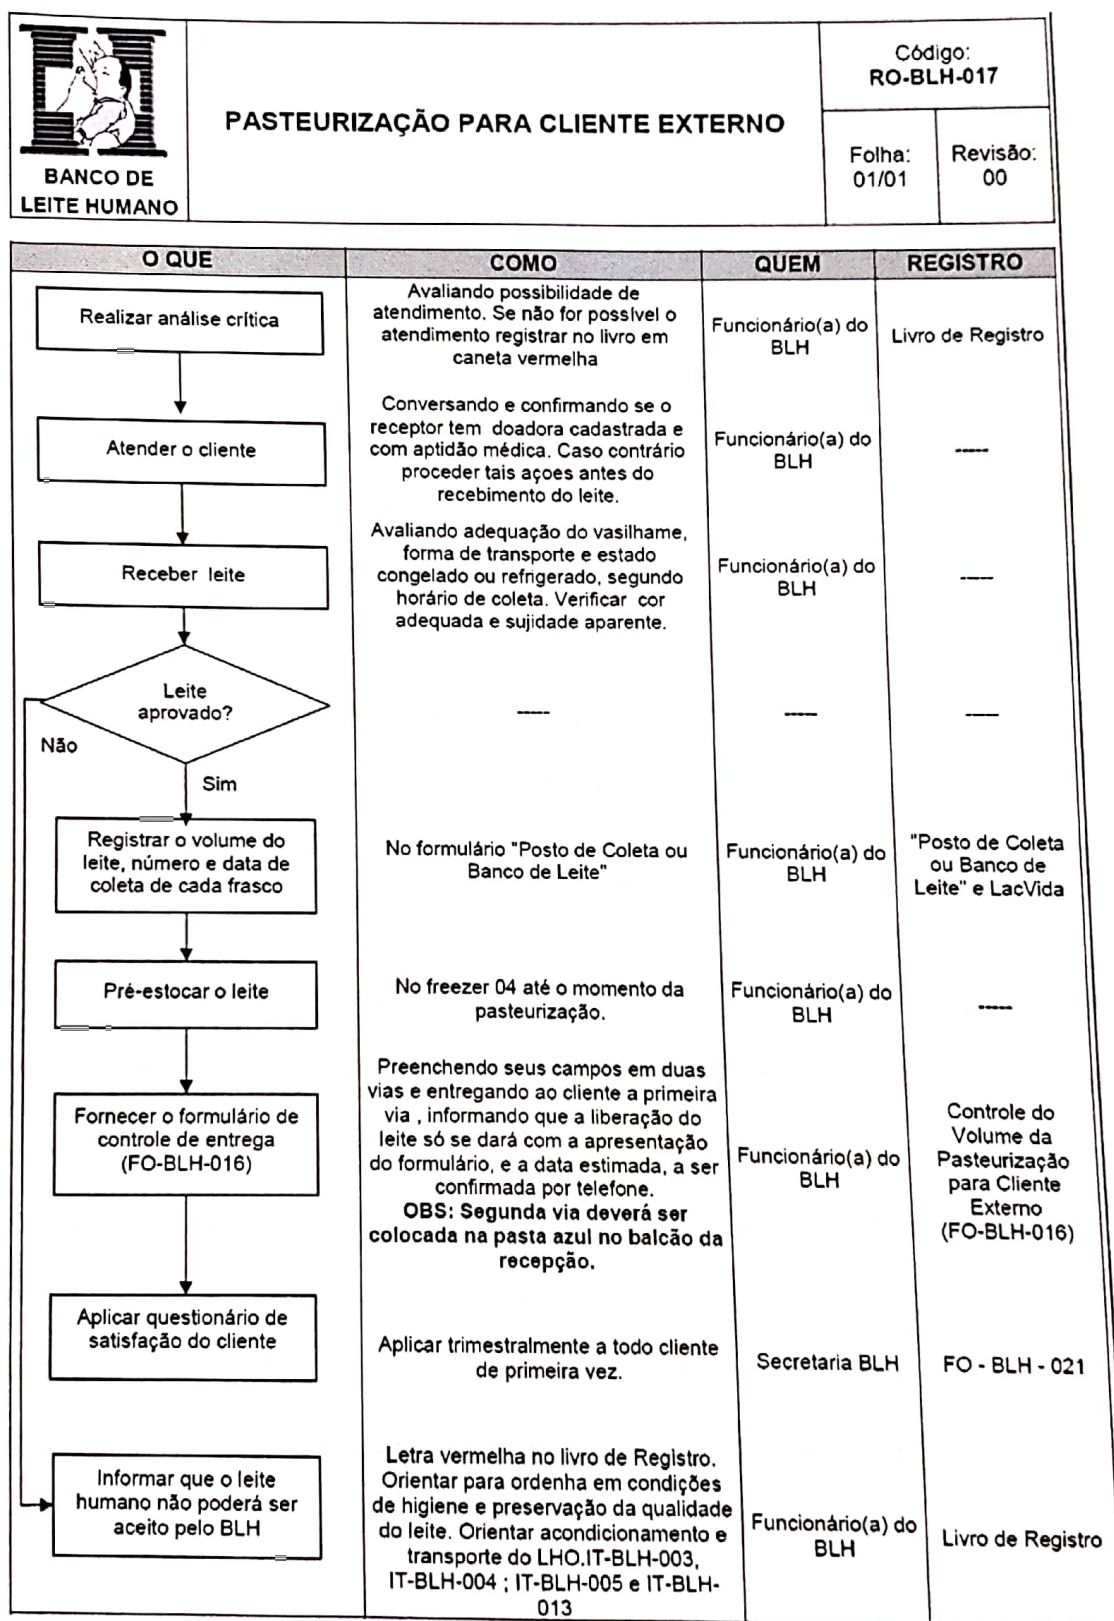 BANCO DE
LEITE HUMANO
PASTEURIZAÇÃO PARA CLIENTE EXTERNO
Código:
RO-BLH-017
Folha:
01/01
Revisão:
00
O QUE
COMO
QUEM
REGISTRO
Realizar análise crítica
Avaliando possibilidade de
atendimento. Se não for possível o
atendimento registrar no livro em
caneta vermelha
Funcionário(a) do
BLH
Livro de Registro
Atender o cliente
Conversando e confirmando se o
receptor tem doadora cadastrada e
com aptidão médica. Caso contrário
proceder tais açoes antes do
recebimento do leite.
Funcionário(a) do
BLH
-----
Receber leite
Avaliando adequação do vasilhame,
forma de transporte e estado
congelado ou refrigerado, segundo
horário de coleta. Verificar cor
adequada e sujidade aparente.
Funcionário(a) do
BLH
-----
Leite
aprovado?
-----
-----
-----
Não
Sim
Registrar o volume do
leite, número e data de
coleta de cada frasco
No formulário "Posto de Coleta ou
Banco de Leite"
Funcionário(a) do
BLH
"Posto de Coleta
ou Banco de
Leite" e LacVida
Pré-estocar o leite
No freezer 04 até o momento da
pasteurização.
Funcionário(a) do
BLH
-----
Fornecer o formulário de
controle de entrega
(FO-BLH-016)
Preenchendo seus campos em duas
vias e entregando ao cliente a primeira
via , informando que a liberação do
leite só se dará com a apresentação
do formulário, e a data estimada, a ser
confirmada por telefone.
OBS: Segunda via deverá ser
colocada na pasta azul no balcão da
recepção.
Funcionário(a) do
BLH
Controle do
Volume da
Pasteurização
para Cliente
Externo
(FO-BLH-016)
Aplicar questionário de
satisfação do cliente
Aplicar trimestralmente a todo cliente
de primeira vez.
Secretaria BLH
FO - BLH - 021
Informar que o leite
humano não poderá ser
aceito pelo BLH
Letra vermelha no livro de Registro.
Orientar para ordenha em condições
de higiene e preservação da qualidade
do leite. Orientar acondicionamento e
transporte do LHO.IT-BLH-003,
IT-BLH-004 ; IT-BLH-005 e IT-BLH-
013
Funcionário(a) do
BLH
Livro de Registro